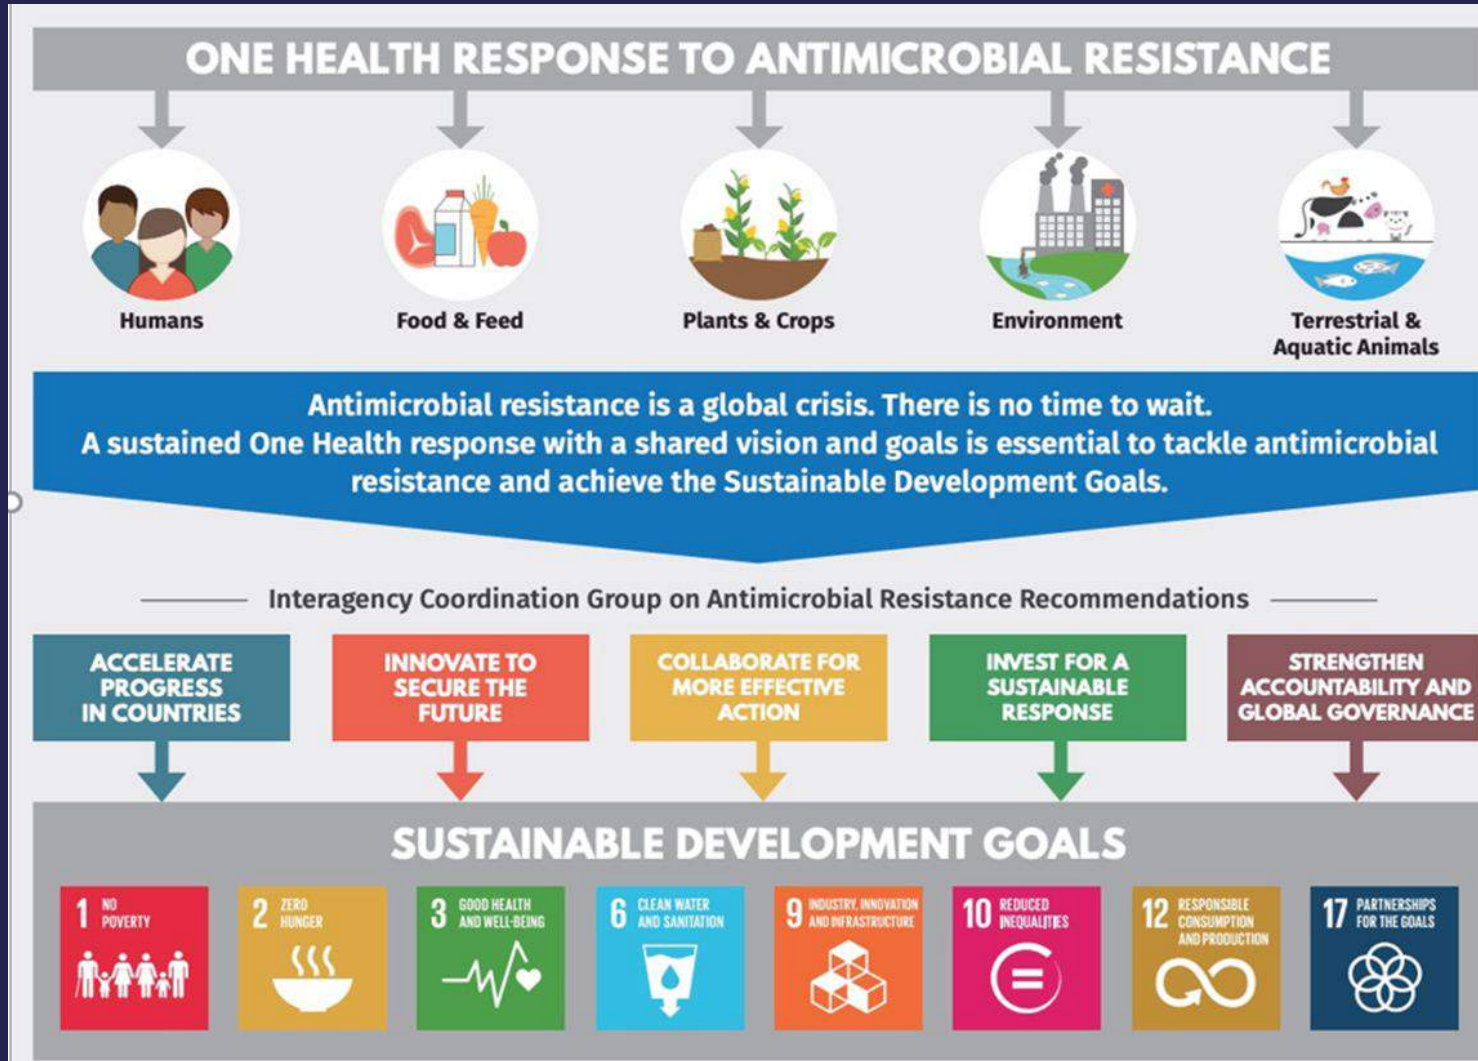 ONE HEALTH RESPONSE TO ANTIMICROBIAL RESISTANCE
Humans
Food & Feed
Plants & Crops
Environment
Terrestrial &
Aquatic Animals
Antimicrobial resistance is a global crisis. There is no time to wait.
A sustained One Health response with a shared vision and goals is essential to tackle antimicrobial
resistance and achieve the Sustainable Development Goals.
Interagency Coordination Group on Antimicrobial Resistance Recommendations
ACCELERATE
PROGRESS
IN COUNTRIES
INNOVATE TO
SECURE THE
FUTURE
COLLABORATE FOR
MORE EFFECTIVE
ACTION
INVEST FOR A
SUSTAINABLE
RESPONSE
STRENGTHEN
ACCOUNTABILITY AND
GLOBAL GOVERNANCE
SUSTAINABLE DEVELOPMENT GOALS
1 NO
POVERTY
2 ZERO
HUNGER
3 GOOD HEALTH
AND WELL-BEING
6 CLEAN WATER
AND SANITATION
9 INDUSTRY, INNOVATION
AND INFRASTRUCTURE
10 REDUCED
INEQUALITIES
12 RESPONSIBLE
CONSUMPTION
AND PRODUCTION
17 PARTNERSHIPS
FOR THE GOALS